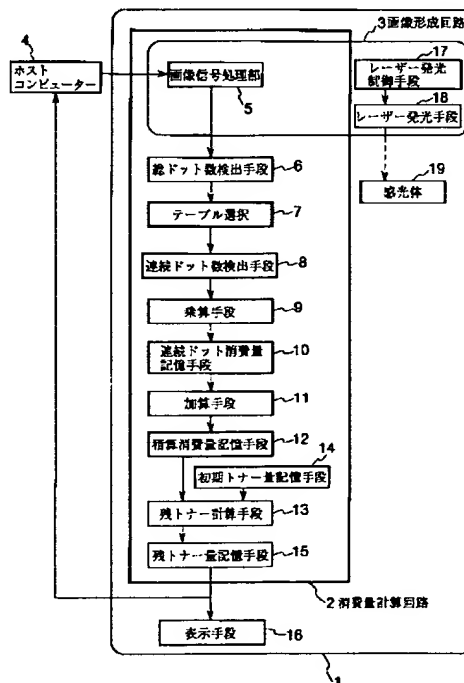 3 画像形成回路
4
ホスト
コンピューター
画像信号処理部
5
17
レーザー発光
制御手段
18
レーザー発光手段
19
感光体
総ドット数検出手段
6
テーブル選択
7
連続ドット数検出手段
8
乗算手段
9
連続ドット消費量
記憶手段
10
加算手段
11
積算消費量記憶手段
12
14
初期トナー量記憶手段
残トナー計算手段
13
残トナー量記憶手段
15
2 消費量計算回路
表示手段
16
1